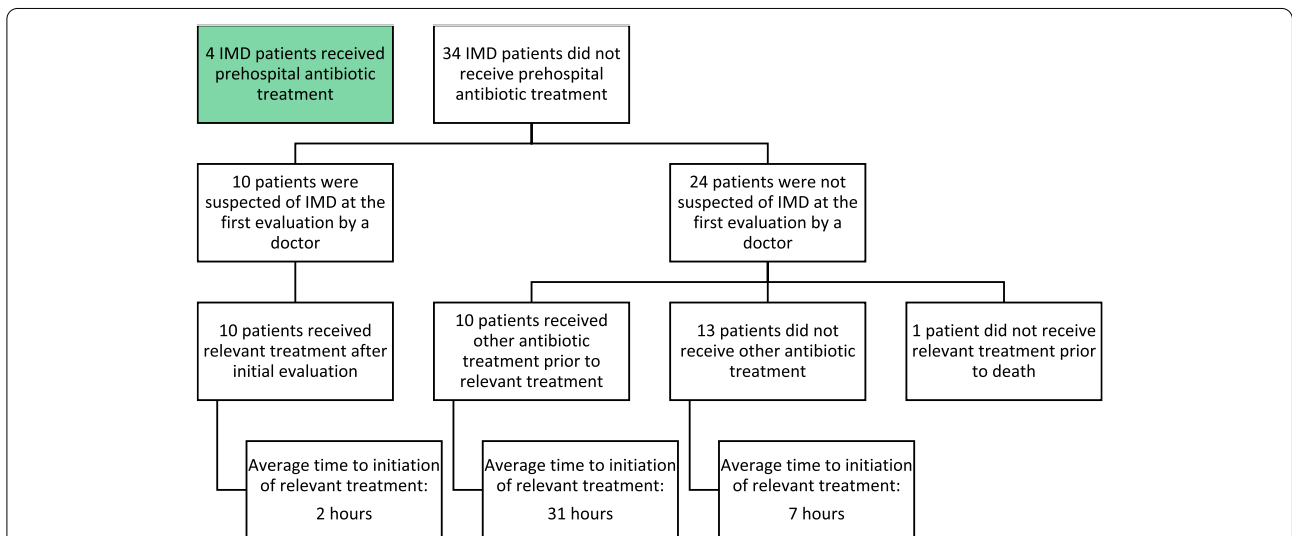 4 IMD patients received
prehospital antibiotic
treatment
34 IMD patients did not
receive prehospital
antibiotic treatment
10 patients were
suspected of IMD at the
first evaluation by a
doctor
24 patients were not
suspected of IMD at the
first evaluation by a
doctor
10 patients received
relevant treatment after
initial evaluation
10 patients received
other antibiotic
treatment prior to
relevant treatment
13 patients did not
receive other antibiotic
treatment
1 patient did not receive
relevant treatment prior
to death
Average time to initiation
of relevant treatment:
2 hours
Average time to initiation
of relevant treatment:
31 hours
Average time to initiation
of relevant treatment:
7 hours